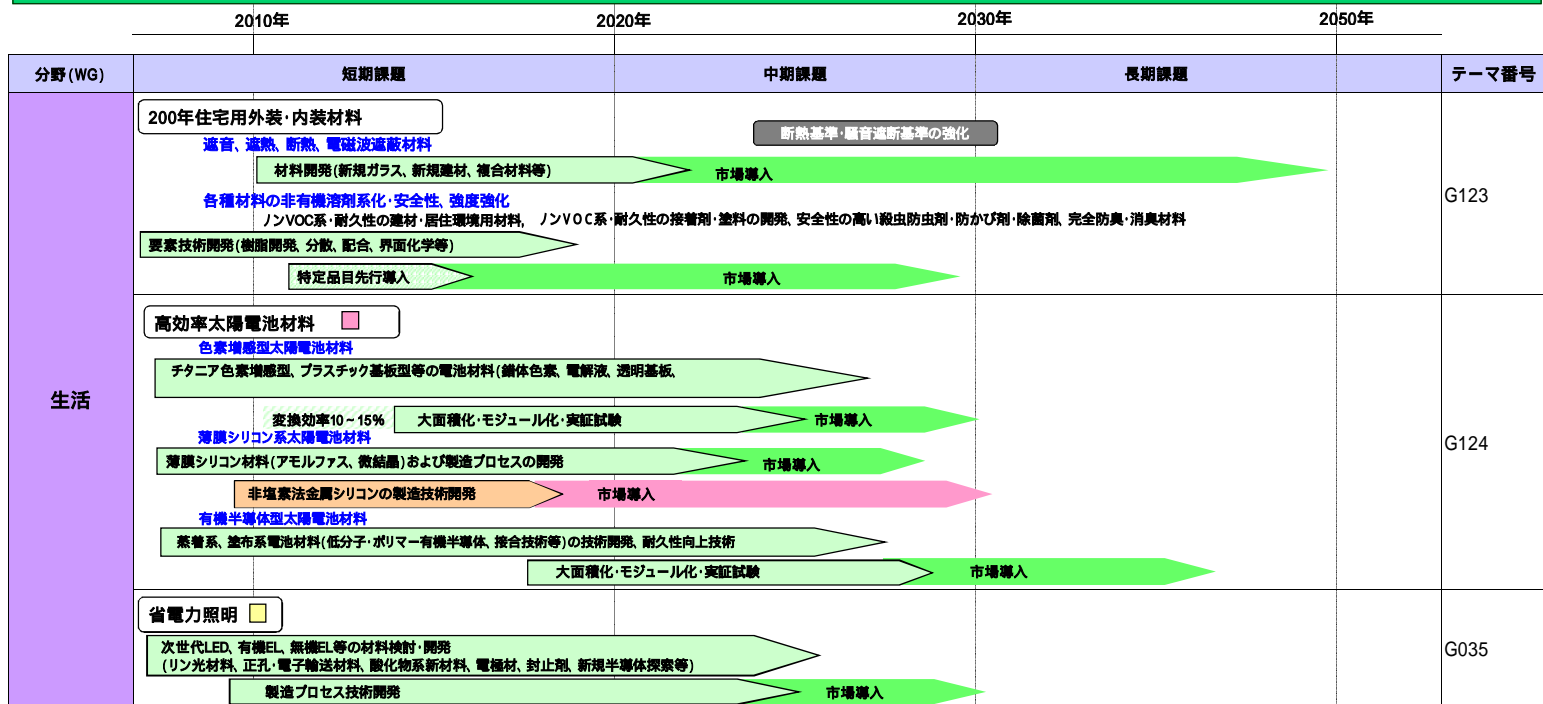 2010年
2020年
2030年
2050年
分野(WG)
短期課題
中期課題
長期課題
テーマ番号
生活
200年住宅用外装･内装材料
断熱基準･騒音遮断基準の強化
遮音、遮熱、断熱、電磁波遮蔽材料
材料開発(新規ガラス、新規建材、複合材料等)
市場導入
各種材料の非有機溶剤系化･安全性、強度強化
ノンVOC系･耐久性の建材･居住環境用材料, ノンVOC系･耐久性の接着剤･塗料の開発、安全性の高い殺虫防虫剤･防かび剤･除菌剤、完全防臭･消臭材料
要素技術開発(樹脂開発、分散、配合、界面化学等)
特定品目先行導入
市場導入
G123
高効率太陽電池材料
色素増感型太陽電池材料
チタニア色素増感型、プラスチック基板型等の電池材料(錯体色素、電解液、透明基板、
変換効率10～15%
大面積化･モジュール化･実証試験
市場導入
薄膜シリコン系太陽電池材料
薄膜シリコン材料(アモルファス、微結晶)および製造プロセスの開発
市場導入
非塩素法金属シリコンの製造技術開発
市場導入
有機半導体型太陽電池材料
蒸着系、塗布系電池材料(低分子･ポリマー有機半導体、接合技術等)の技術開発、耐久性向上技術
大面積化･モジュール化･実証試験
市場導入
G124
省電力照明
次世代LED、有機EL、無機EL等の材料検討･開発
(リン光材料、正孔･電子輸送材料、酸化物系新材料、電極材、封止剤、新規半導体探索等)
製造プロセス技術開発
市場導入
G035